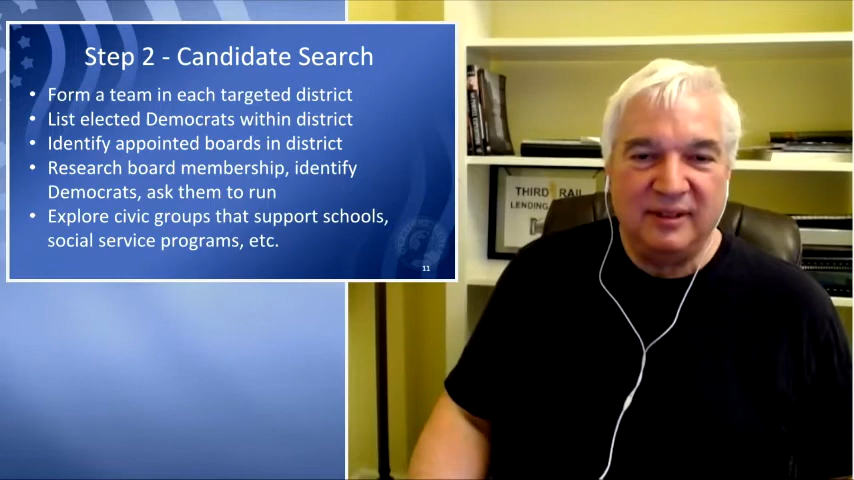 Step 2 - Candidate Search
• Form a team in each targeted district
• List elected Democrats within district
• Identify appointed boards in district
• Research board membership, identify
Democrats, ask them to run
• Explore civic groups that support schools,
social service programs, etc.
11
THIRD RAIL
LENDING